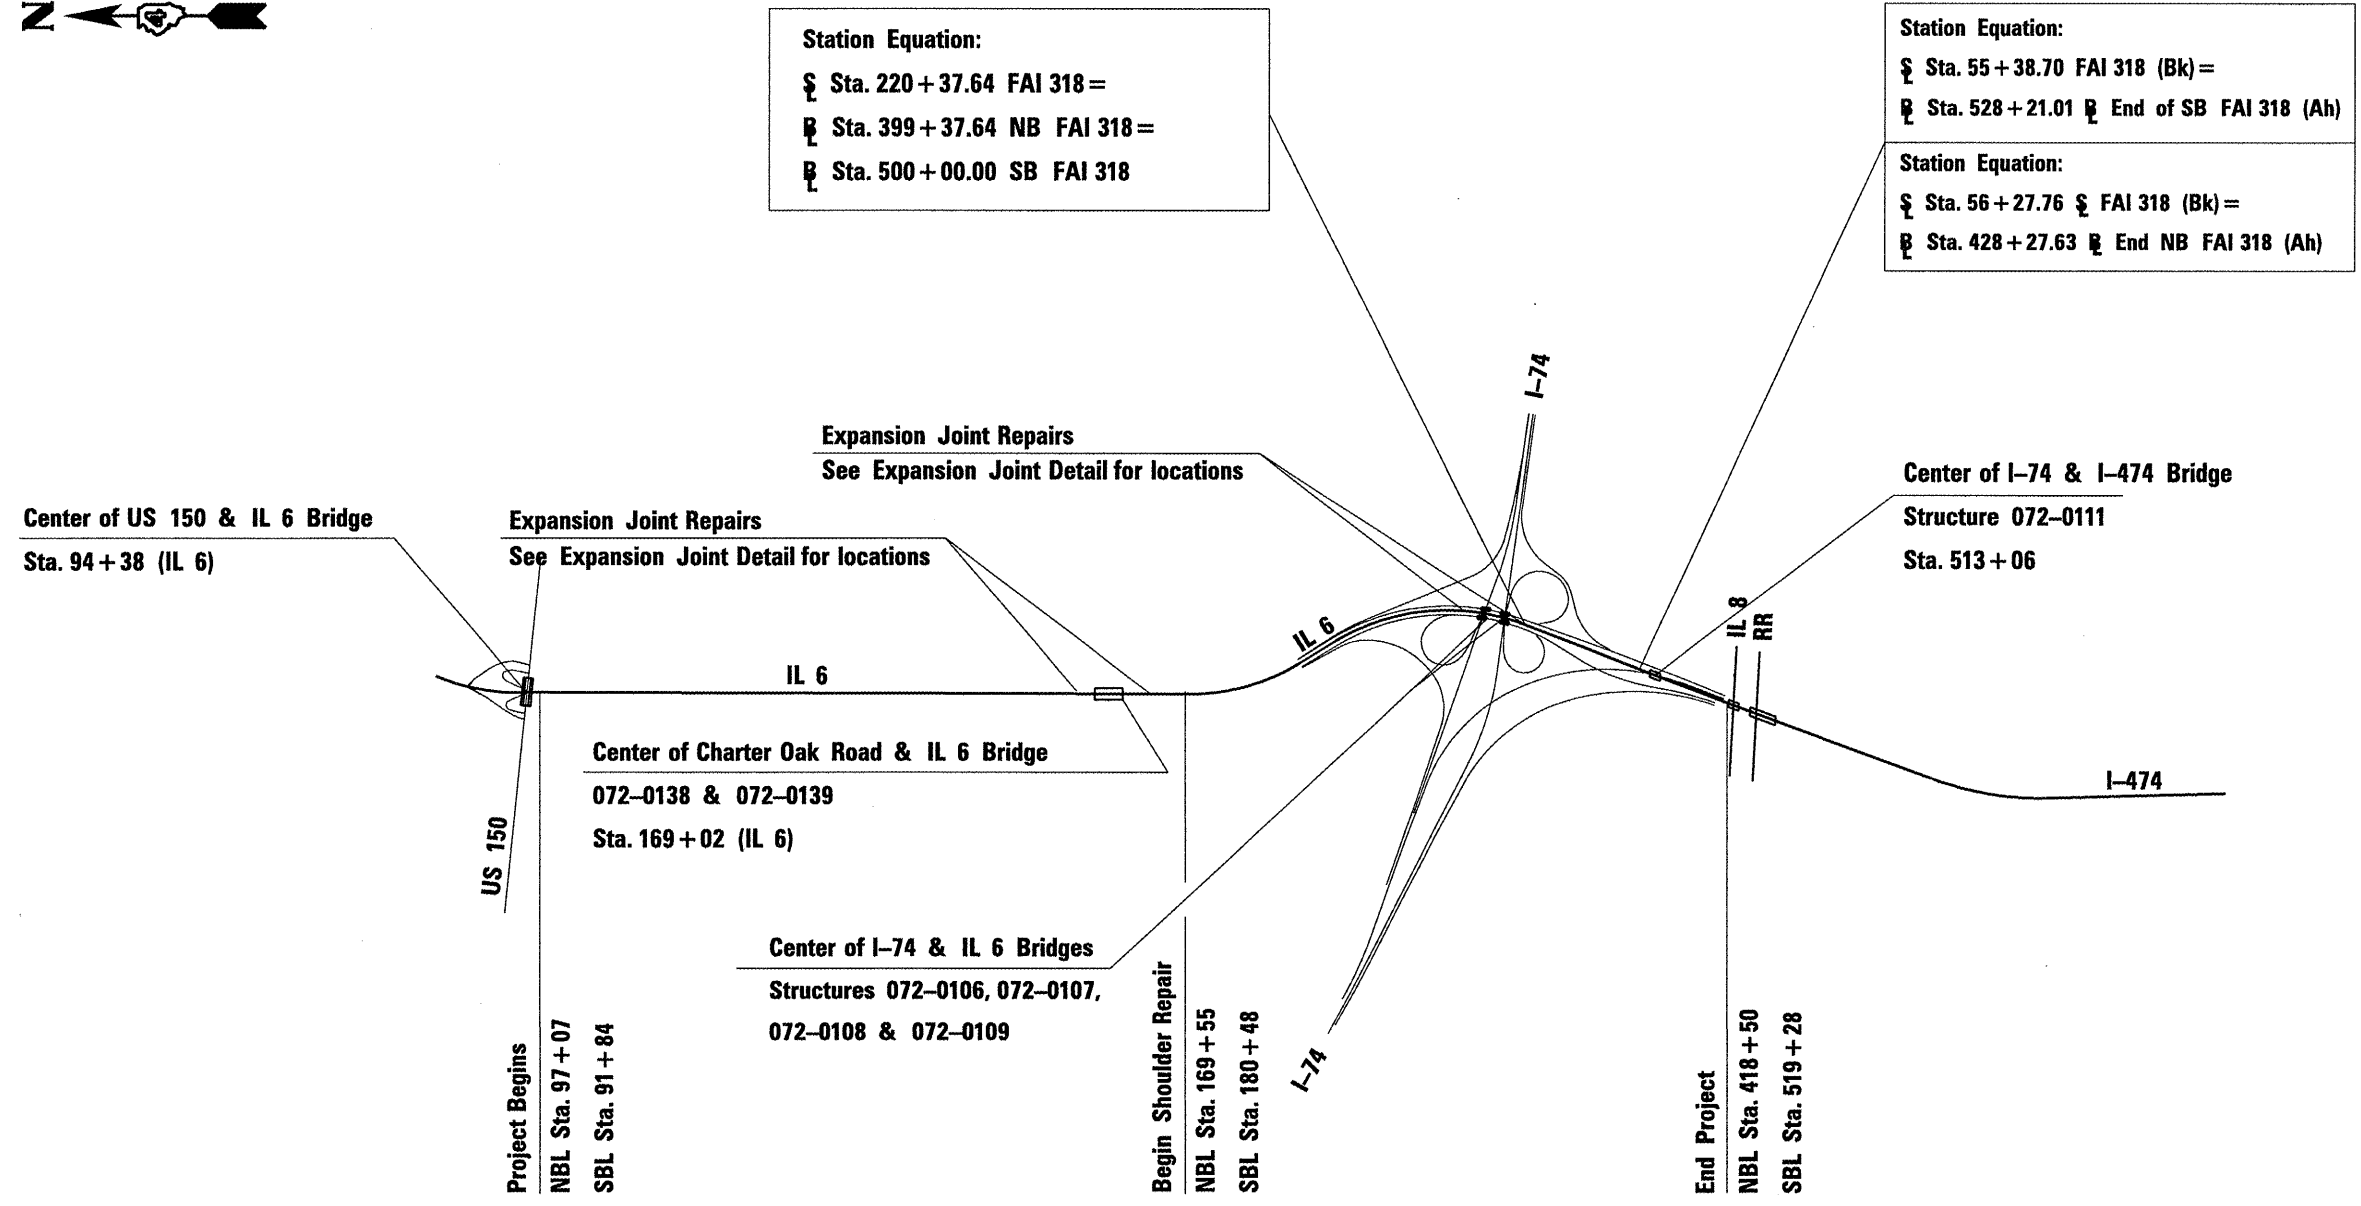 N
Station Equation:
Sta. 220+37.64 FAI 318=
Sta. 399+37.64 NB FAI 318=
Sta. 500+00.00 SB FAI 318
Station Equation:
Sta. 55+38.70 FAI 318 (Bk)=
Sta. 528+21.01 End of SB FAI 318 (Ah)
Station Equation:
Sta. 56+27.76 FAI 318 (Bk)=
Sta. 428+27.63 End NB FAI 318 (Ah)
I-74
Expansion Joint Repairs
See Expansion Joint Detail for locations
Center of I-74 & I-474 Bridge
Structure 072-0111
Sta. 513+06
Center of US 150 & IL 6 Bridge
Sta. 94+38 (IL 6)
Expansion Joint Repairs
See Expansion Joint Detail for locations
IL 8
RR
IL 6
IL 6
Center of Charter Oak Road & IL 6 Bridge
072-0138 & 072-0139
Sta. 169+02 (IL 6)
I-474
US 150
Center of I-74 & IL 6 Bridges
Structures 072-0106, 072-0107,
072-0108 & 072-0109
I-74
Project Begins
NBL Sta. 97+07
SBL Sta. 91+84
Begin Shoulder Repair
NBL Sta. 169+55
SBL Sta. 180+48
End Project
NBL Sta. 418+50
SBL Sta. 519+28